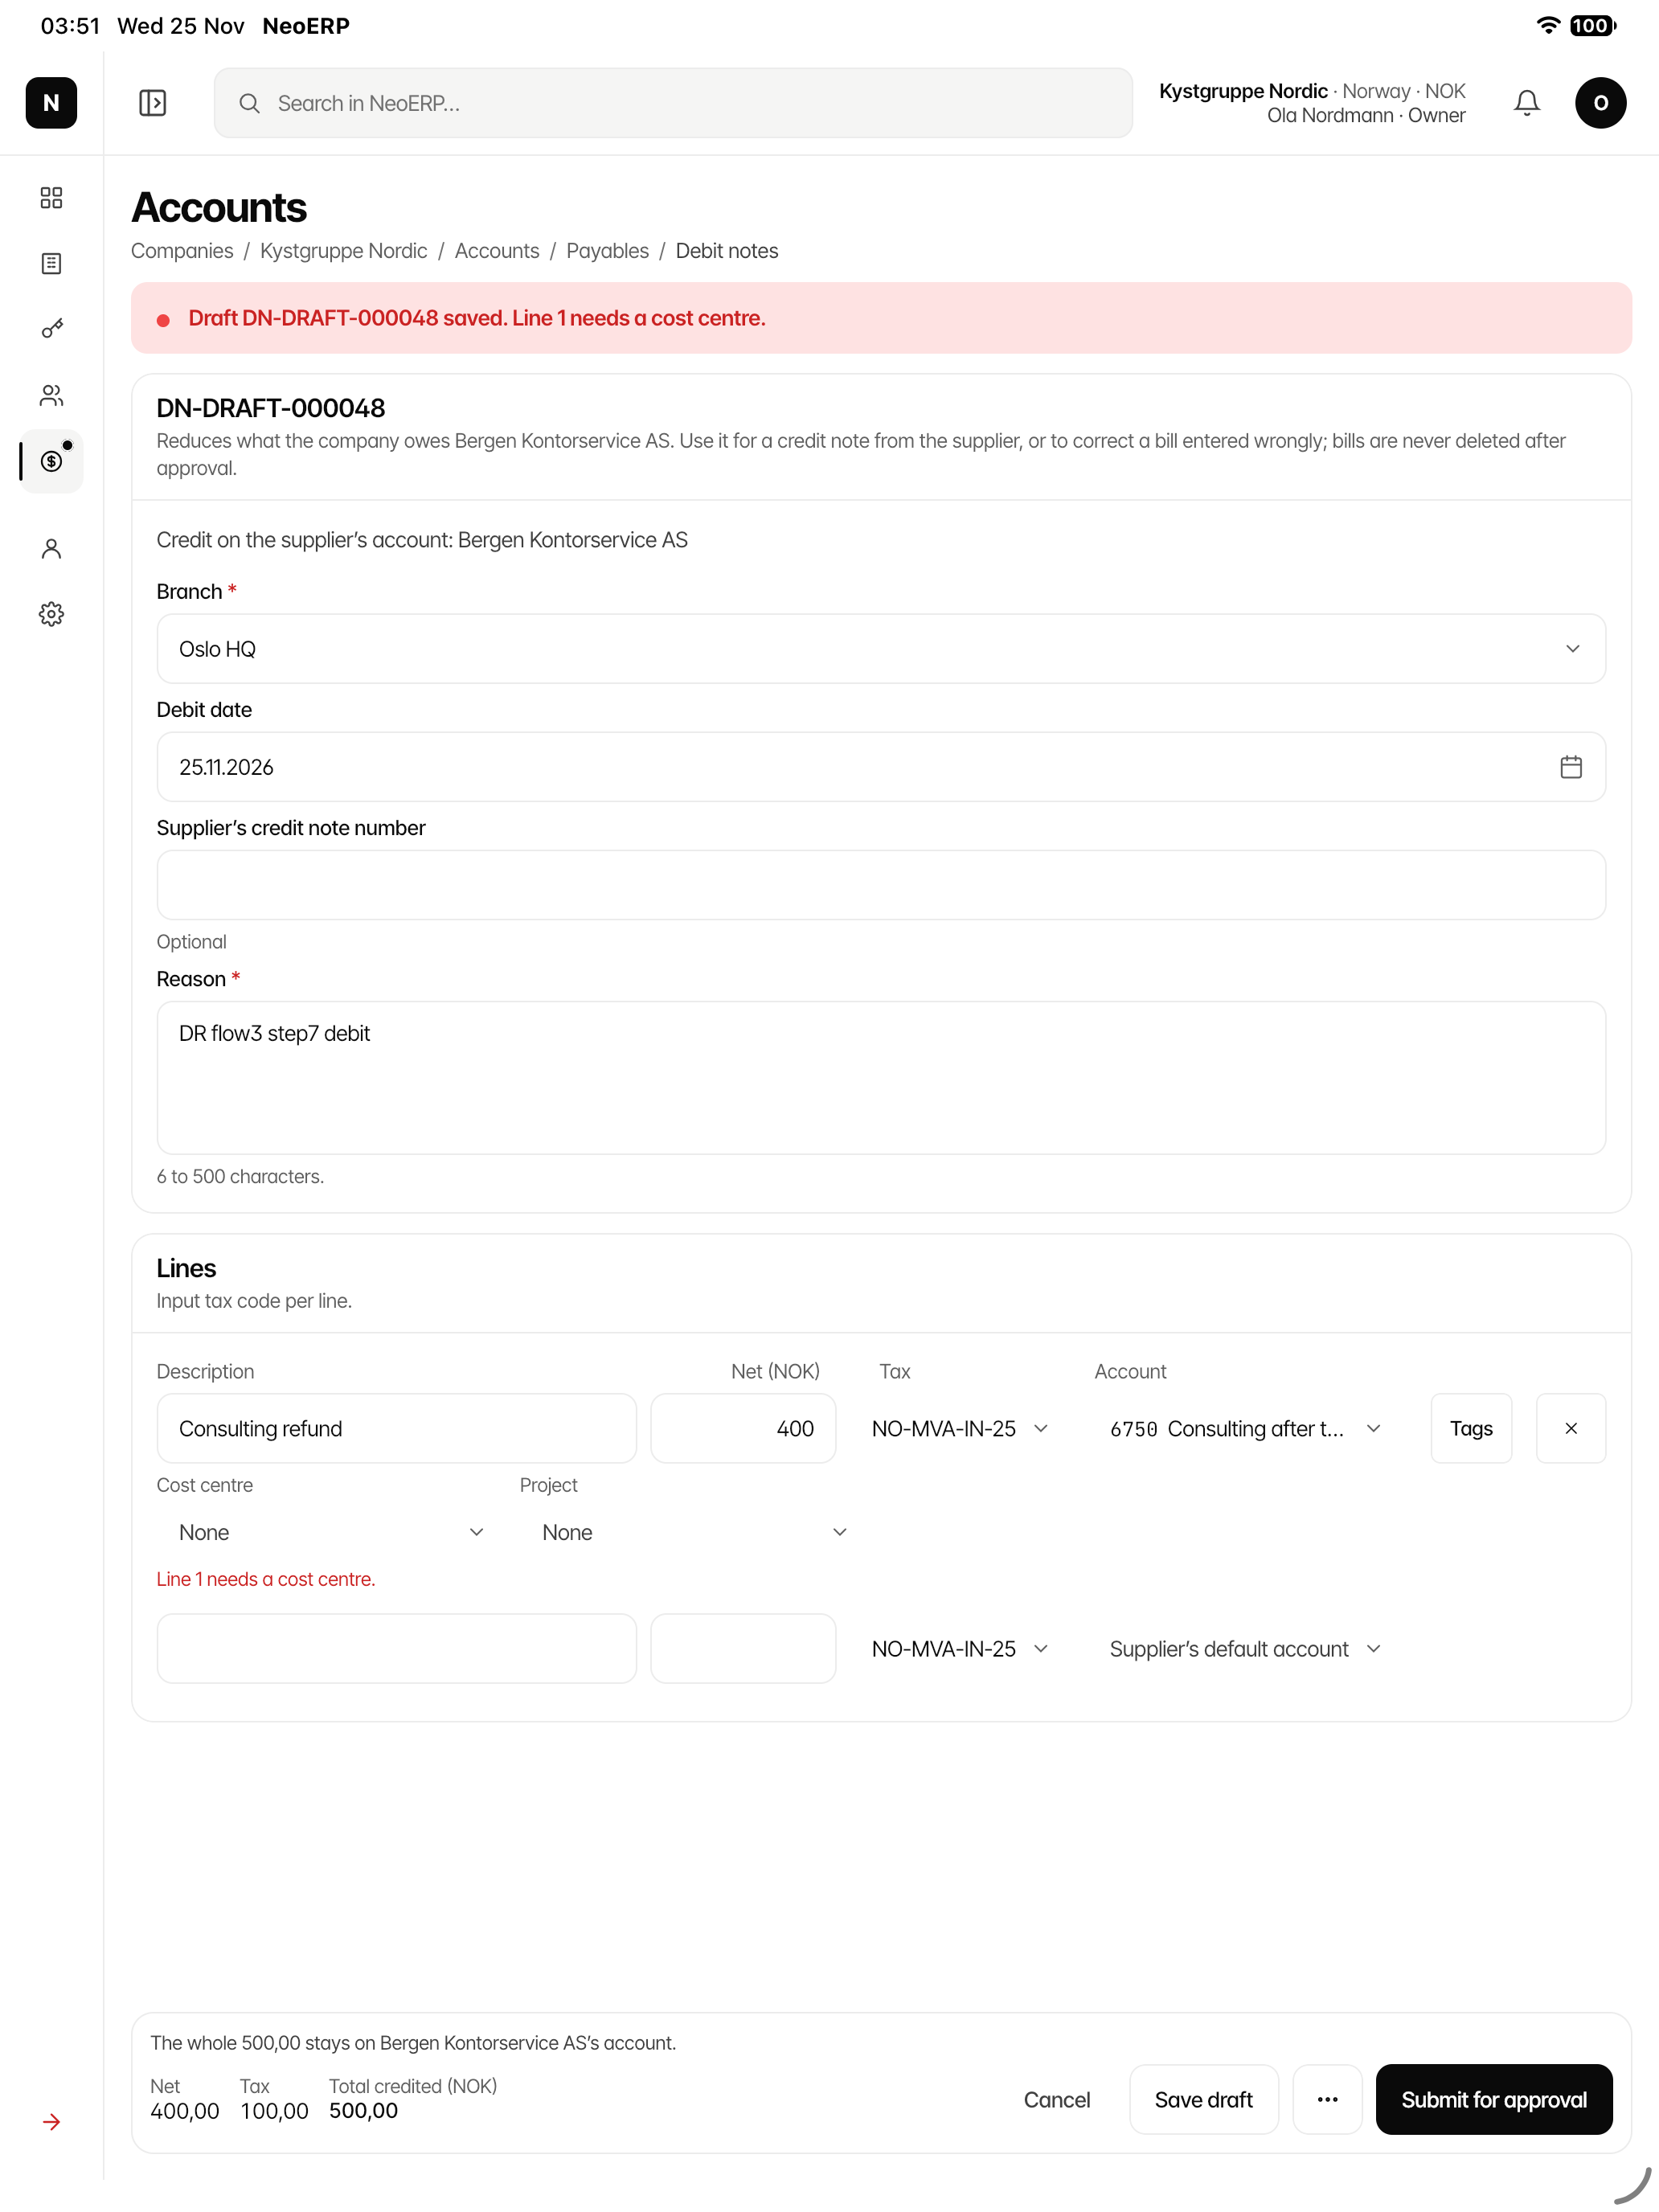 03:51 Wed 25 Nov NeoERP
100
N
Search in NeoERP...
Kystgruppe Nordic · Norway · NOK
Ola Nordmann · Owner
O
Accounts
Companies / Kystgruppe Nordic / Accounts / Payables / Debit notes
Draft DN-DRAFT-000048 saved. Line 1 needs a cost centre.
DN-DRAFT-000048
Reduces what the company owes Bergen Kontorservice AS. Use it for a credit note from the supplier, or to correct a bill entered wrongly; bills are never deleted after
approval.
Credit on the supplier's account: Bergen Kontorservice AS
Branch *
Oslo HQ
Debit date
25.11.2026
Supplier's credit note number
Optional
Reason *
DR flow3 step7 debit
6 to 500 characters.
Lines
Input tax code per line.
Description Net (NOK) Tax Account
Consulting refund 400 NO-MVA-IN-25 6750 Consulting after t... Tags ×
Cost centre Project
None None
Line 1 needs a cost centre.
NO-MVA-IN-25 Supplier's default account
The whole 500,00 stays on Bergen Kontorservice AS's account.
Net Tax Total credited (NOK)
400,00 100,00 500,00
Cancel Save draft ... Submit for approval